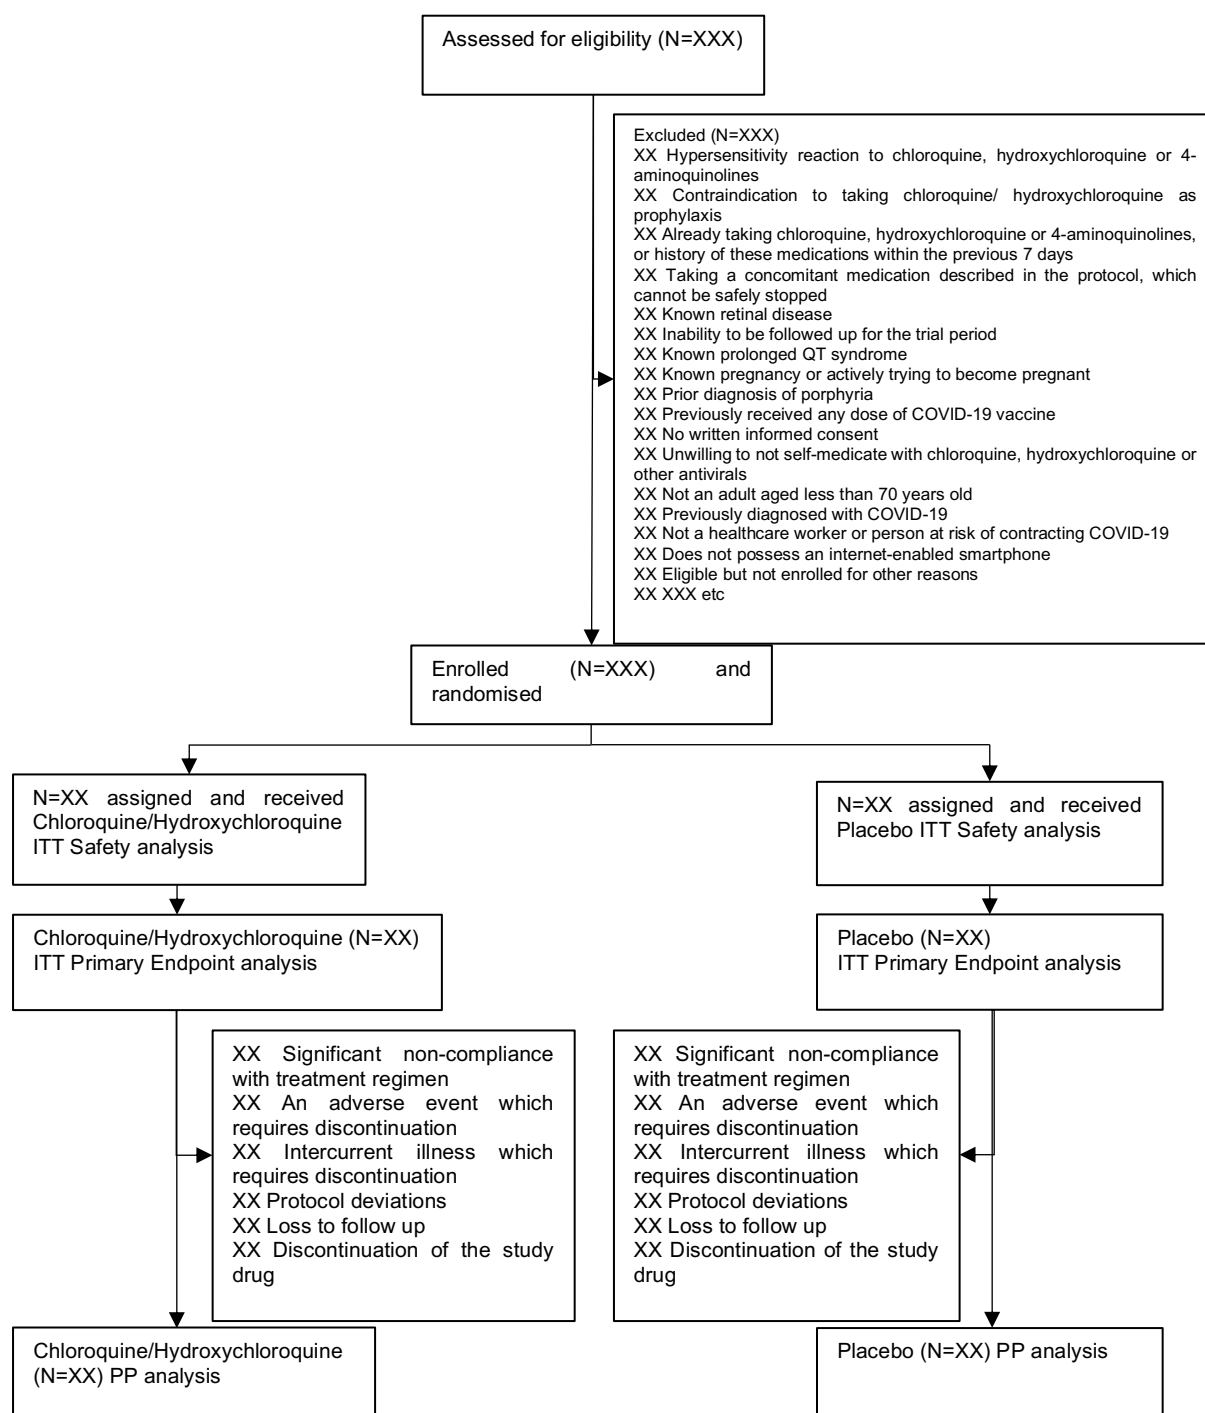 Assessed for eligibility (N=XXX)
Excluded (N=XXX)
XX Hypersensitivity reaction to chloroquine, hydroxychloroquine or 4-
aminoquinolines
XX Contraindication to taking chloroquine/ hydroxychloroquine as
prophylaxis
XX Already taking chloroquine, hydroxychloroquine or 4-aminoquinolines,
or history of these medications within the previous 7 days
XX Taking a concomitant medication described in the protocol, which
cannot be safely stopped
XX Known retinal disease
XX Inability to be followed up for the trial period
XX Known prolonged QT syndrome
XX Known pregnancy or actively trying to become pregnant
XX Prior diagnosis of porphyria
XX Previously received any dose of COVID-19 vaccine
XX No written informed consent
XX Unwilling to not self-medicate with chloroquine, hydroxychloroquine or
other antivirals
XX Not an adult aged less than 70 years old
XX Previously diagnosed with COVID-19
XX Not a healthcare worker or person at risk of contracting COVID-19
XX Does not possess an internet-enabled smartphone
XX Eligible but not enrolled for other reasons
XX XXX etc
Enrolled (N=XXX) and
randomised
N=XX assigned and received
Chloroquine/Hydroxychloroquine
ITT Safety analysis
N=XX assigned and received
Placebo ITT Safety analysis
Chloroquine/Hydroxychloroquine (N=XX)
ITT Primary Endpoint analysis
Placebo (N=XX)
ITT Primary Endpoint analysis
XX Significant non-compliance
with treatment regimen
XX An adverse event which
requires discontinuation
XX Intercurrent illness which
requires discontinuation
XX Protocol deviations
XX Loss to follow up
XX Discontinuation of the study
drug
XX Significant non-compliance
with treatment regimen
XX An adverse event which
requires discontinuation
XX Intercurrent illness which
requires discontinuation
XX Protocol deviations
XX Loss to follow up
XX Discontinuation of the study
drug
Chloroquine/Hydroxychloroquine
(N=XX) PP analysis
Placebo (N=XX) PP analysis